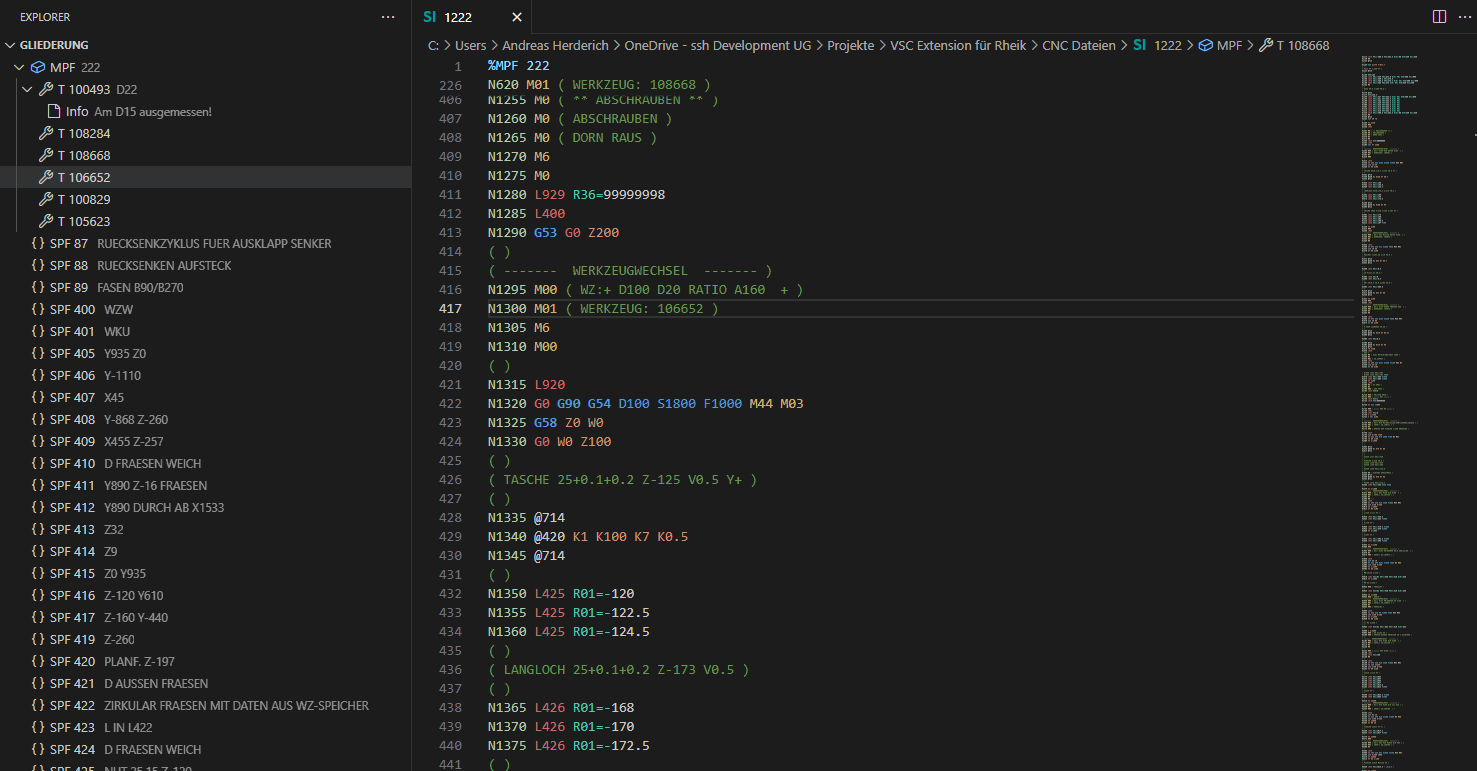 EXPLORER
···
GLIEDERUNG
MPF 222
T 100493 D22
Info Am D15 ausgemessen!
T 108284
T 108668
T 106652
T 100829
T 105623
{} SPF 87 RUECKSENKZYKLUS FUER AUSKLAPP SENKER
{} SPF 88 RUECKSENKEN AUFSTECK
{} SPF 89 FASEN B90/B270
{} SPF 400 WZW
{} SPF 401 WKU
{} SPF 405 Y935 Z0
{} SPF 406 Y-1110
{} SPF 407 X45
{} SPF 408 Y-868 Z-260
{} SPF 409 X455 Z-257
{} SPF 410 D FRAESEN WEICH
{} SPF 411 Y890 Z-16 FRAESEN
{} SPF 412 Y890 DURCH AB X1533
{} SPF 413 Z32
{} SPF 414 Z9
{} SPF 415 Z0 Y935
{} SPF 416 Z-120 Y610
{} SPF 417 Z-160 Y-440
{} SPF 419 Z-260
{} SPF 420 PLANF. Z-197
{} SPF 421 D AUSSEN FRAESEN
{} SPF 422 ZIRKULAR FRAESEN MIT DATEN AUS WZ-SPEICHER
{} SPF 423 L IN L422
{} SPF 424 D FRAESEN WEICH
{} SPF 425 NUT 25 15 Z-120
SI 1222 ×
···
C: > Users > Andreas Herderich > OneDrive - ssh Development UG > Projekte > VSC Extension für Rheik > CNC Dateien > SI 1222 > MPF > T 108668
1 %MPF 222
226 N620 M01 ( WERKZEUG: 108668 )
406 N1255 M0 ( ** ABSCHRAUBEN ** )
407 N1260 M0 ( ABSCHRAUBEN )
408 N1265 M0 ( DORN RAUS )
409 N1270 M6
410 N1275 M0
411 N1280 L929 R36=99999998
412 N1285 L400
413 N1290 G53 G0 Z200
414 ( )
415 ( -------  WERKZEUGWECHSEL  ------- )
416 N1295 M00 ( WZ:+ D100 D20 RATIO A160  + )
417 N1300 M01 ( WERKZEUG: 106652 )
418 N1305 M6
419 N1310 M00
420 ( )
421 N1315 L920
422 N1320 G0 G90 G54 D100 S1800 F1000 M44 M03
423 N1325 G58 Z0 W0
424 N1330 G0 W0 Z100
425 ( )
426 ( TASCHE 25+0.1+0.2 Z-125 V0.5 Y+ )
427 ( )
428 N1335 @714
429 N1340 @420 K1 K100 K7 K0.5
430 N1345 @714
431 ( )
432 N1350 L425 R01=-120
433 N1355 L425 R01=-122.5
434 N1360 L425 R01=-124.5
435 ( )
436 ( LANGLOCH 25+0.1+0.2 Z-173 V0.5 )
437 ( )
438 N1365 L426 R01=-168
439 N1370 L426 R01=-170
440 N1375 L426 R01=-172.5
441 ( )